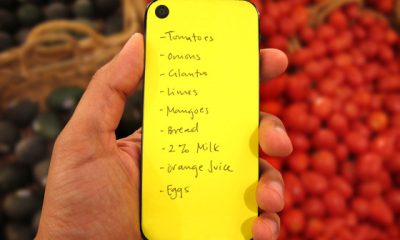 - Tomatoes
- Onions
- Cilantro
- Limes
- Mangoes
- Bread
- 2% Milk
- Orange Juice
- Eggs